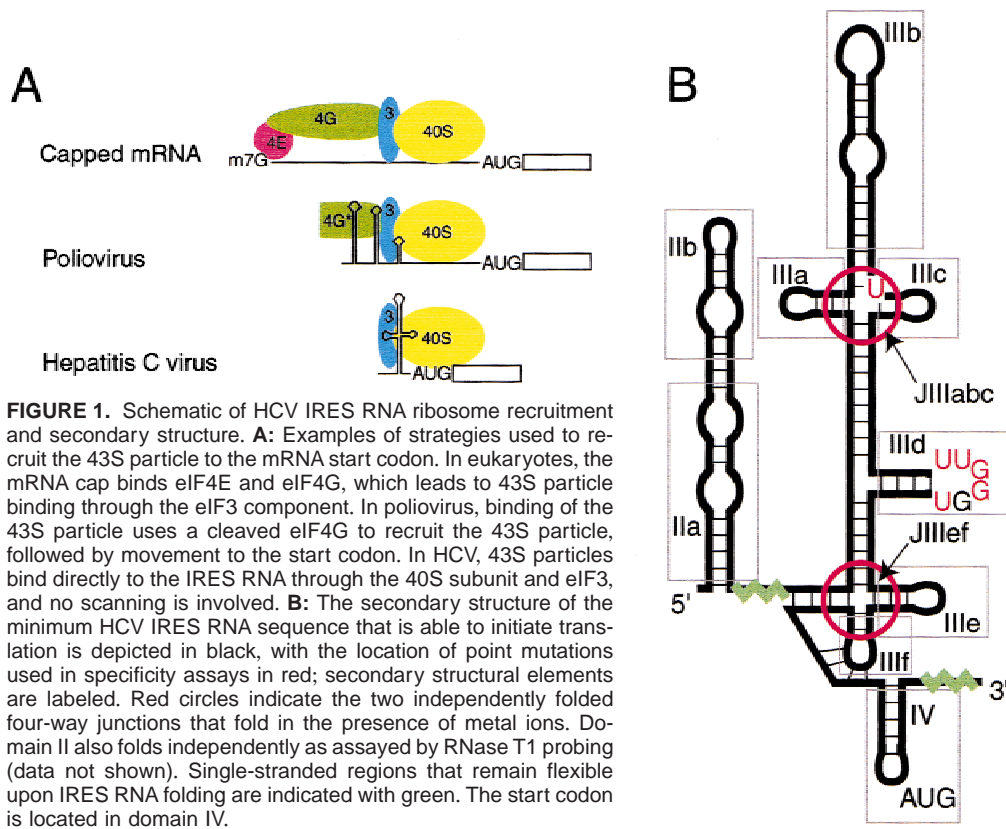 A
4G
3
40S
4E
Capped mRNA
m7G
AUG
4G*
3
40S
Poliovirus
AUG
3
40S
Hepatitis C virus
AUG
FIGURE 1. Schematic of HCV IRES RNA ribosome recruitment
and secondary structure. A: Examples of strategies used to re-
cruit the 43S particle to the mRNA start codon. In eukaryotes, the
mRNA cap binds eIF4E and eIF4G, which leads to 43S particle
binding through the eIF3 component. In poliovirus, binding of the
43S particle uses a cleaved eIF4G to recruit the 43S particle,
followed by movement to the start codon. In HCV, 43S particles
bind directly to the IRES RNA through the 40S subunit and eIF3,
and no scanning is involved. B: The secondary structure of the
minimum HCV IRES RNA sequence that is able to initiate trans-
lation is depicted in black, with the location of point mutations
used in specificity assays in red; secondary structural elements
are labeled. Red circles indicate the two independently folded
four-way junctions that fold in the presence of metal ions. Do-
main II also folds independently as assayed by RNase T1 probing
(data not shown). Single-stranded regions that remain flexible
upon IRES RNA folding are indicated with green. The start codon
is located in domain IV.
B
IIIb
IIb
IIIa
U
IIIc
JIIIabc
IIId
UUG
G
UGG
IIa
JIIIef
5'
IIIe
IIIf
3'
IV
AUG